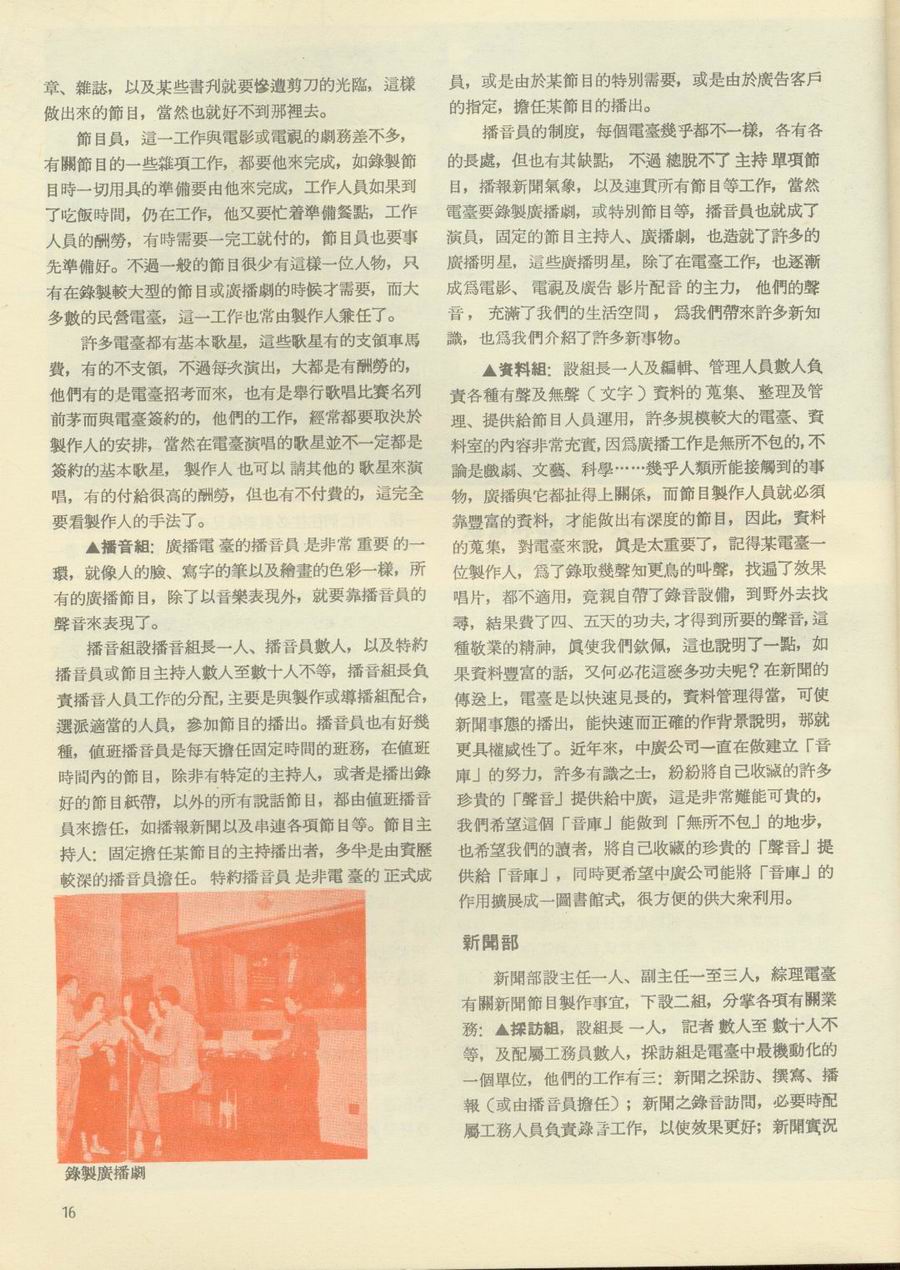 章、雜誌，以及某些書刋就要慘遭剪刀的光臨，這樣
做出來的節目，當然也就好不到那裡去。
節目員，這一工作與電影或電視的劇務差不多，
有關節目的一些雜項工作，都要他來完成，如錄製節
目時一切用具的準備要由他來完成，工作人員如果到
了吃飯時間，仍在工作，他又要忙着準備餐點，工作
人員的酬勞，有時需要一完工就付的，節目員也要事
先準備好。不過一般的節目很少有這樣一位人物，只
有在錄製較大型的節目或廣播劇的時候才需要，而大
多數的民營電臺，這一工作也常由製作人兼任了。
許多電臺都有基本歌星，這些歌星有的支領車馬
費，有的不支領，不過每次演出，大都是有酬勞的，
他們有的是電臺招考而來，也有是舉行歌唱比賽名列
前茅而與電臺簽約的，他們的工作，經常都要取決於
製作人的安排，當然在電臺演唱的歌星並不一定都是
簽約的基本歌星，製作人也可以請其他的歌星來演
唱，有的付給很高的酬勞，但也有不付費的，這完全
要看製作人的手法了。
▲播音組：廣播電臺的播音員是非常重要的一
環，就像人的臉、寫字的筆以及繪畫的色彩一樣，所
有的廣播節目，除了以音樂表現外，就要靠播音員的
聲音來表現了。
播音組設播音組長一人、播音員數人，以及特約
播音員或節目主持人數人至數十人不等，播音組長負
責播音人員工作的分配，主要是與製作或導播組配合，
選派適當的人員，參加節目的播出。播音員也有好幾
種，值班播音員是每天擔任固定時間的班務，在值班
時間內的節目，除非有特定的主持人，或者是播出錄
好的節目紙帶，以外的所有說話節目，都由值班播音
員來擔任，如播報新聞以及串連各項節目等。節目主
持人：固定擔任某節目的主持播出者，多半是由資歷
較深的播音員擔任。特約播音員是非電臺的正式成
錄製廣播劇
16
員，或是由於某節目的特別需要，或是由於廣告客戶
的指定，擔任某節目的播出。
播音員的制度，每個電臺幾乎都不一樣，各有各
的長處，但也有其缺點，不過總脫不了主持單項節
目，播報新聞氣象，以及連貫所有節目等工作，當然
電臺要錄製廣播劇，或特別節目等，播音員也就成了
演員，固定的節目主持人、廣播劇，也造就了許多的
廣播明星，這些廣播明星，除了在電臺工作，也逐漸
成爲電影、電視及廣告影片配音的主力，他們的聲
音，充滿了我們的生活空間，爲我們帶來許多新知
識，也爲我們介紹了許多新事物。
▲資料組：設組長一人及編輯、管理人員數人負
責各種有聲及無聲（文字）資料的蒐集、整理及管
理、提供給節目人員運用，許多規模較大的電臺、資
料室的內容非常充實，因爲廣播工作是無所不包的，不
論是戲劇、文藝、科學……幾乎人類所能接觸到的事
物，廣播與它都扯得上關係，而節目製作人員就必須
靠豐富的資料，才能做出有深度的節目，因此，資料
的蒐集，對電臺來說，眞是太重要了，記得某電臺一
位製作人，爲了錄取幾聲知更鳥的叫聲，找遍了效果
唱片，都不適用，竟親自帶了錄音設備，到野外去找
尋，結果費了四、五天的功夫，才得到所要的聲音，這
種敬業的精神，眞使我們欽佩，這也說明了一點，如
果資料豐富的話，又何必花這麼多功夫呢？在新聞的
傳送上，電臺是以快速見長的，資料管理得當，可使
新聞事態的播出，能快速而正確的作背景說明，那就
更具權威性了。近年來，中廣公司一直在做建立「音
庫」的努力，許多有識之士，紛紛將自己收藏的許多
珍貴的「聲音」提供給中廣，這是非常難能可貴的，
我們希望這個「音庫」能做到「無所不包」的地步，
也希望我們的讀者，將自己收藏的珍貴的「聲音」提
供給「音庫」，同時更希望中廣公司能將「音庫」的
作用擴展成一圖書館式，很方便的供大衆利用。
新聞部
新聞部設主任一人、副主任一至三人，綜理電臺
有關新聞節目製作事宜，下設二組，分掌各項有關業
務：▲採訪組，設組長一人，記者數人至數十人不
等，及配屬工務員數人，採訪組是電臺中最機動化的
一個單位，他們的工作有三：新聞之採訪、撰寫、播
報（或由播音員擔任）；新聞之錄音訪問，必要時配
屬工務人員負責錄音工作，以使效果更好；新聞實況